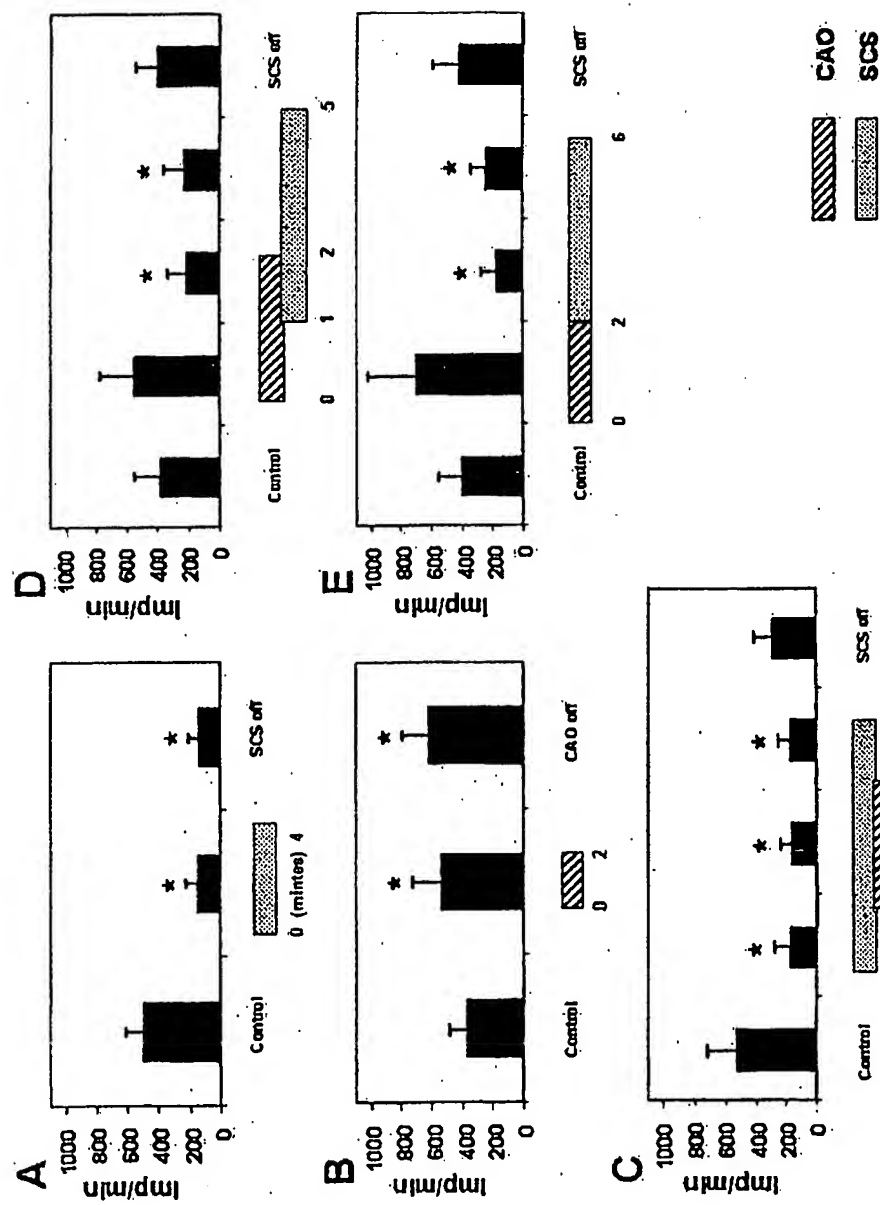 A
1000
800
600
400
200
0
Imp/min
*
*
Control
0 (mintes) 4
SCS off
B
1000
800
600
400
200
0
Imp/min
*
*
Control
0 2
CAO off
C
1000
800
600
400
200
0
Imp/min
*
*
*
Control
SCS off
D
1000
800
600
400
200
0
Imp/min
*
*
Control
SCS off
0 1 2 5
E
1000
800
600
400
200
0
Imp/min
*
*
Control
SCS off
0 2 6
CAO
SCS